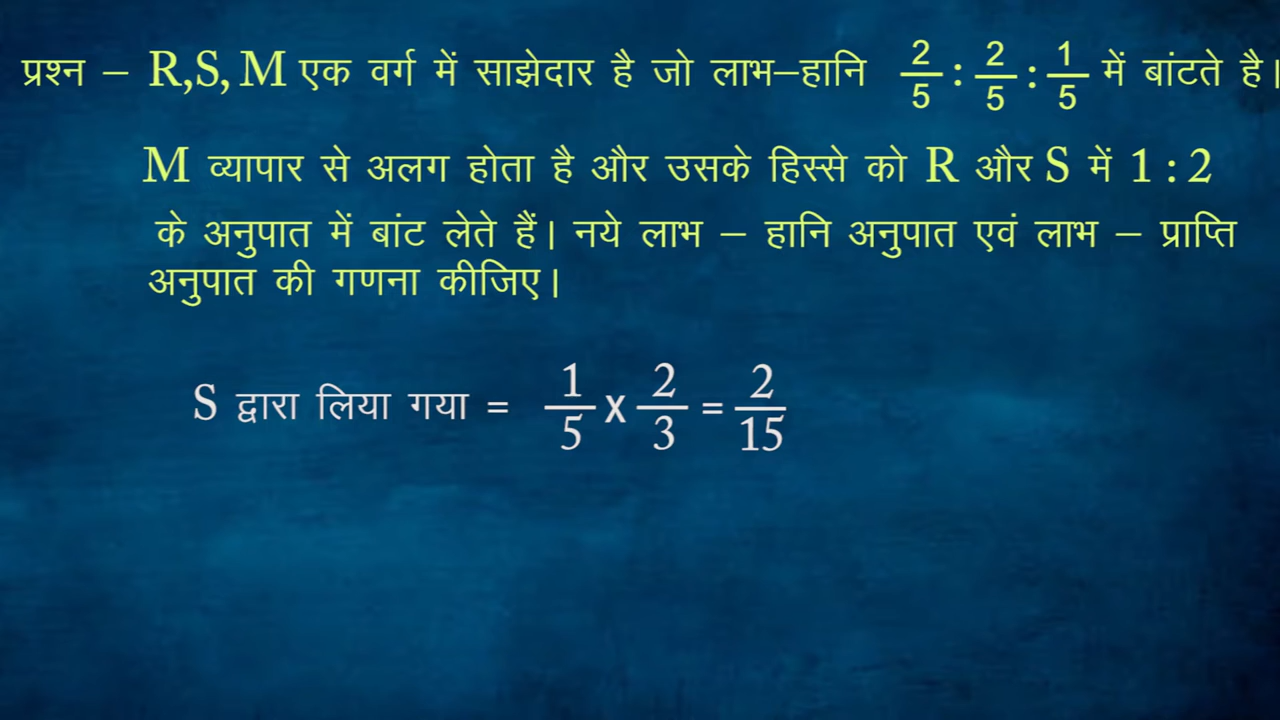 प्रश्न – R,S, M एक वर्ग में साझेदार है जो लाभ–हानि 2/5 : 2/5 : 1/5 में बांटते है।
M व्यापार से अलग होता है और उसके हिस्से को R और S में 1 : 2
के अनुपात में बांट लेते हैं। नये लाभ – हानि अनुपात एवं लाभ – प्राप्ति
अनुपात की गणना कीजिए।
S द्वारा लिया गया = 1/5 x 2/3 = 2/15